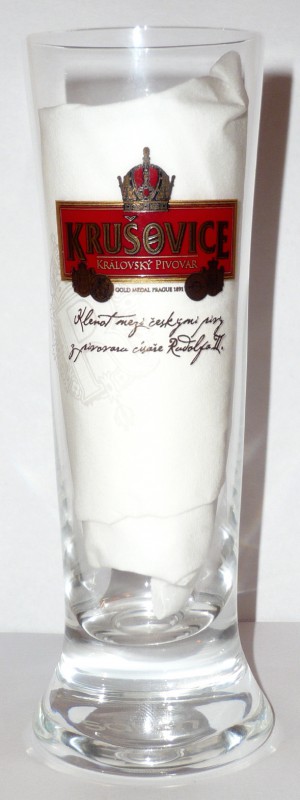 KRUŠOVICE
KRÁLOVSKÝ PIVOVAR
GOLD MEDAL PRAGUE 1891
Klenot mezi českými pivy
z pivovaru císaře Rudolfa II.